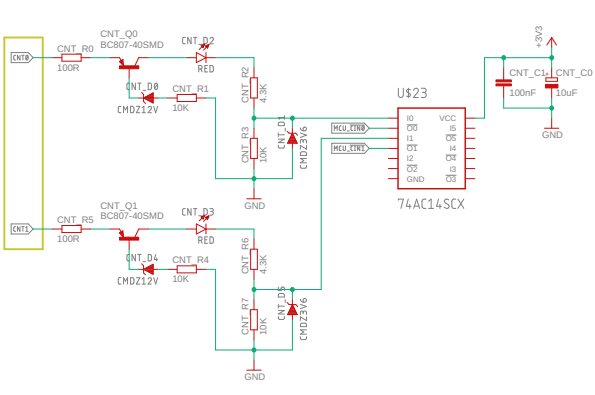 CNT_Q0
BC807-40SMD
CNT_D2
CNT0
CNT_R0
100R
RED
CNT_D0
CMDZ12V
CNT_R1
10K
CNT_R2
4.3K
CNT_R3
10K
CNT_D1
CMDZ3V6
GND
U$23
MCU_CIN0
MCU_CIN1
I0
O0
I1
O1
I2
O2
GND
VCC
I5
O5
I4
O4
I3
O3
74AC14SCX
+3V3
CNT_C1
100nF
CNT_C0
10uF
GND
CNT_Q1
BC807-40SMD
CNT_D3
CNT1
CNT_R5
100R
RED
CNT_D4
CMDZ12V
CNT_R4
10K
CNT_R6
4.3K
CNT_R7
10K
CNT_D5
CMDZ3V6
GND